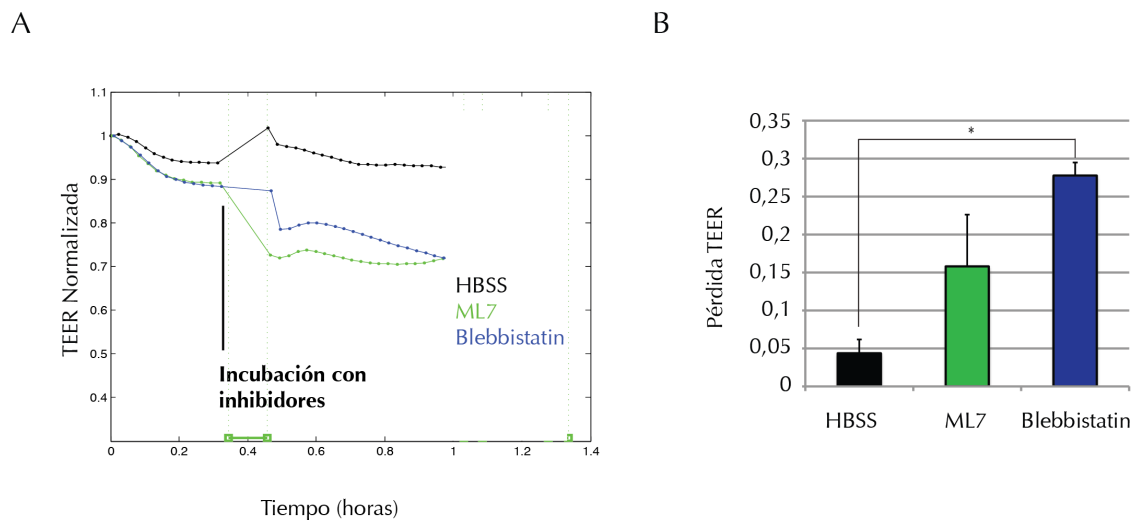 A
1.1
1
0.9
0.8
0.7
0.6
0.5
0.4
TEER Normalizada
HBSS
ML7
Blebbistatin
Incubación con
inhibidores
0
0.2
0.4
0.6
0.8
1
1.2
1.4
Tiempo (horas)
B
0,35
0,3
0,25
0,2
0,15
0,1
0,05
0
Pérdida TEER
*
HBSS
ML7
Blebbistatin